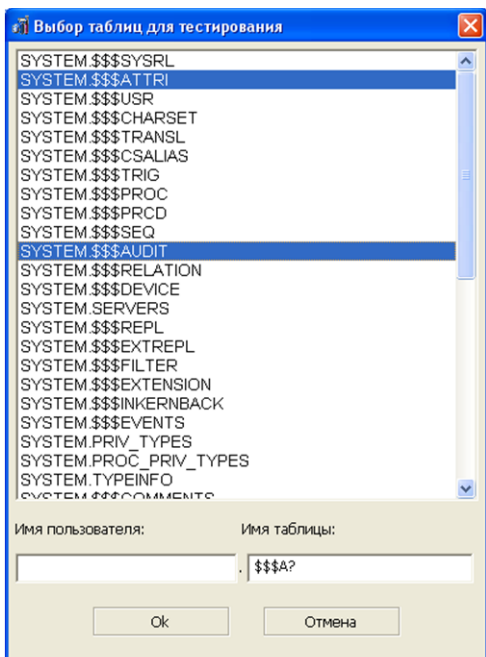 Выбор таблиц для тестирования
SYSTEM.$$$SYSRL
SYSTEM.$$$ATTRI
SYSTEM.$$$USR
SYSTEM.$$$CHARSET
SYSTEM.$$$TRANSL
SYSTEM.$$$CSALIAS
SYSTEM.$$$TRIG
SYSTEM.$$$PROC
SYSTEM.$$$PRCD
SYSTEM.$$$SEQ
SYSTEM.$$$AUDIT
SYSTEM.$$$RELATION
SYSTEM.$$$DEVICE
SYSTEM.SERVERS
SYSTEM.$$$REPL
SYSTEM.$$$EXTREPL
SYSTEM.$$$FILTER
SYSTEM.$$$EXTENSION
SYSTEM.$$$INKERNBACK
SYSTEM.$$$EVENTS
SYSTEM.PRIV_TYPES
SYSTEM.PROC_PRIV_TYPES
SYSTEM.TYPEINFO
SYSTEM.$$$COMMENTS
Имя пользователя: Имя таблицы:
. $$$A?
Ok Отмена